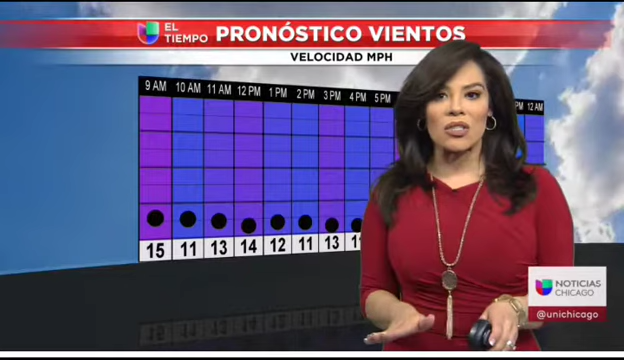 EL
TIEMPO
PRONÓSTICO VIENTOS
VELOCIDAD MPH
9 AM 10 AM 11 AM 12 PM 1 PM 2 PM 3 PM 4 PM 5 PM PM 12 AM
15 11 13 14 12 11 13
NOTICIAS
CHICAGO
@unichicago